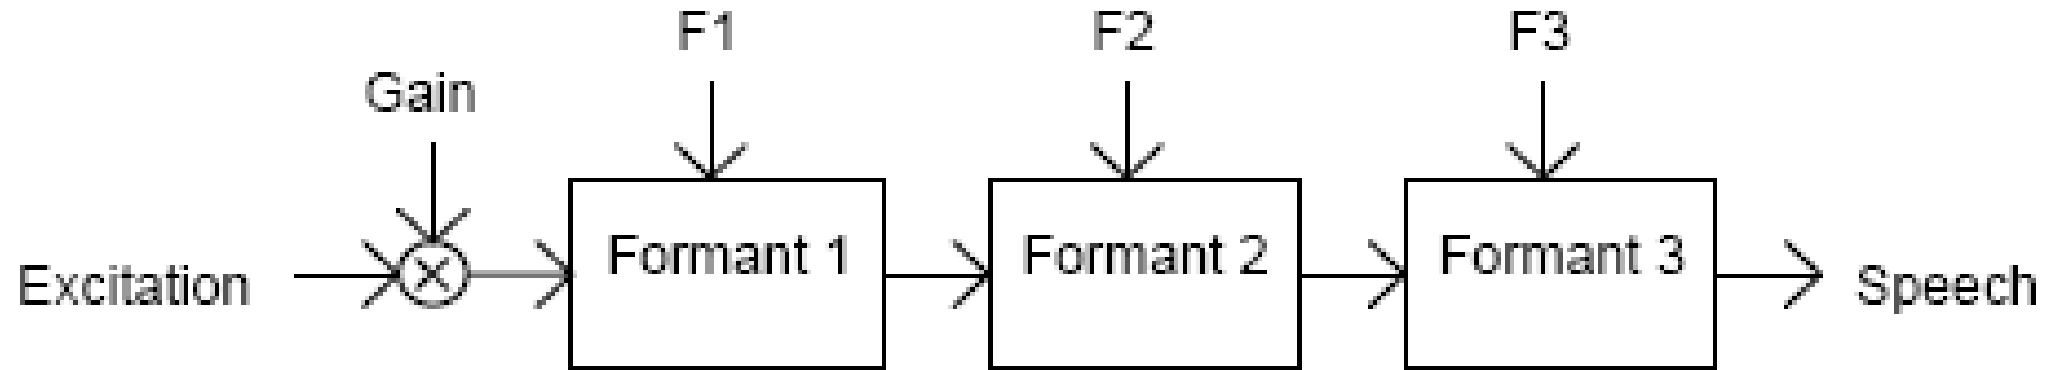 F1
F2
F3
Gain
Excitation
Formant 1
Formant 2
Formant 3
Speech